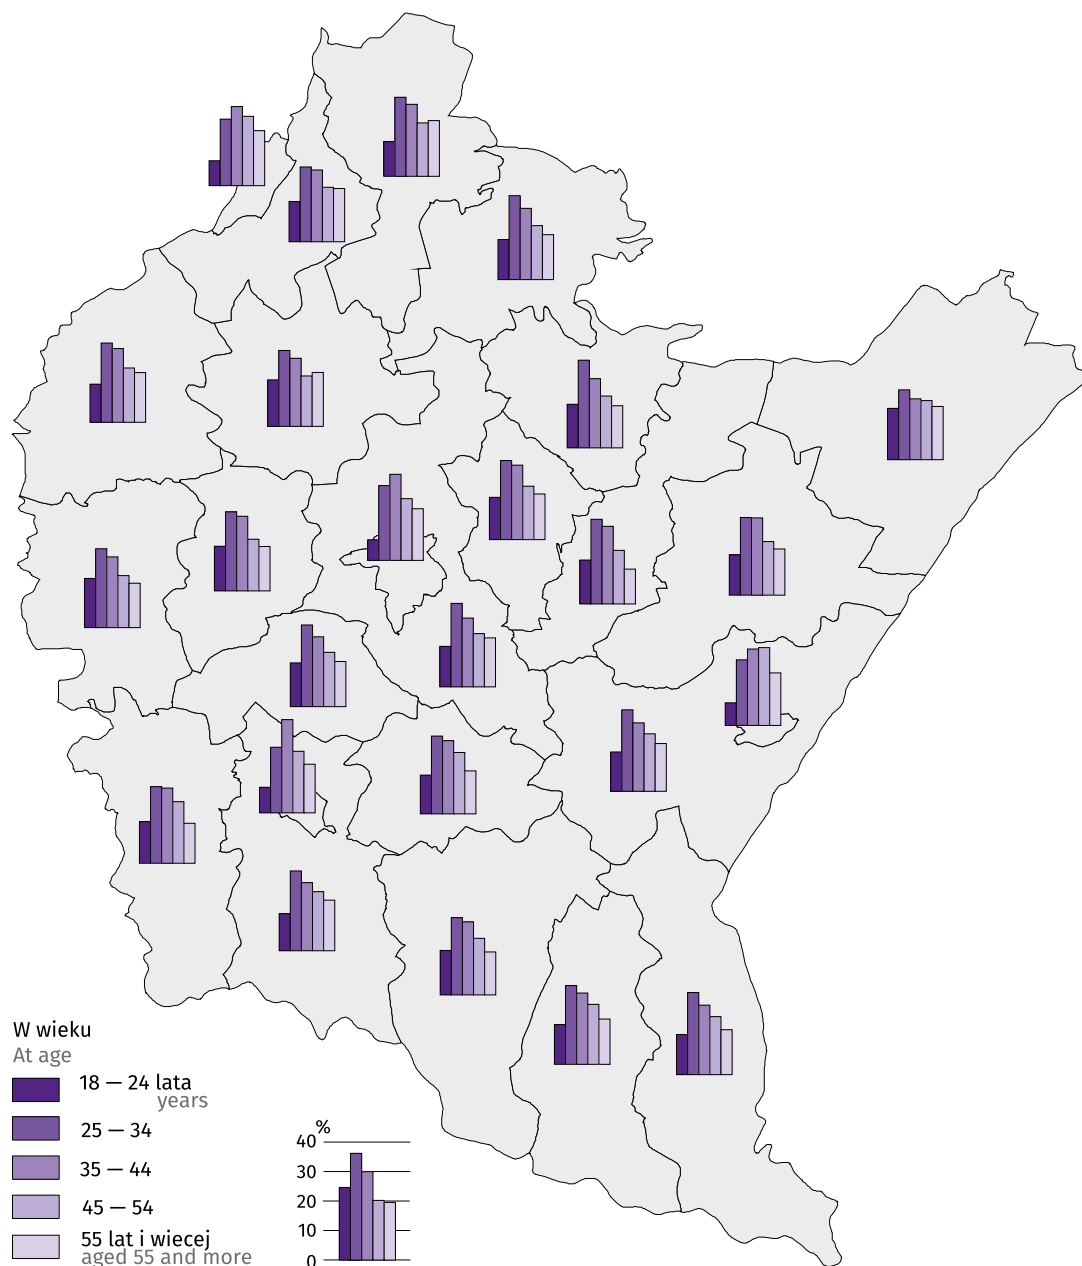 W wieku
At age
18 — 24 lata
years
25 — 34
35 — 44
45 — 54
55 lat i wiecej
aged 55 and more
%
40
30
20
10
0